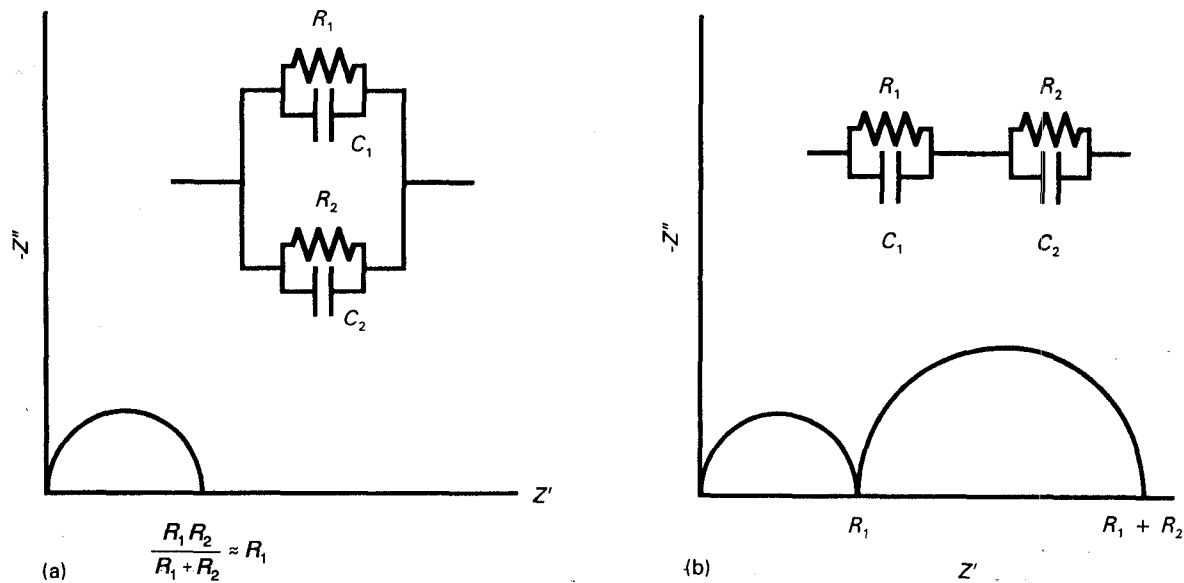 R₁
C₁
R₂
C₂
-Z″
Z′
R₁R₂ / R₁+R₂ ≈ R₁
(a)
R₁ R₂
C₁ C₂
-Z″
R₁ R₁ + R₂
(b)
Z′